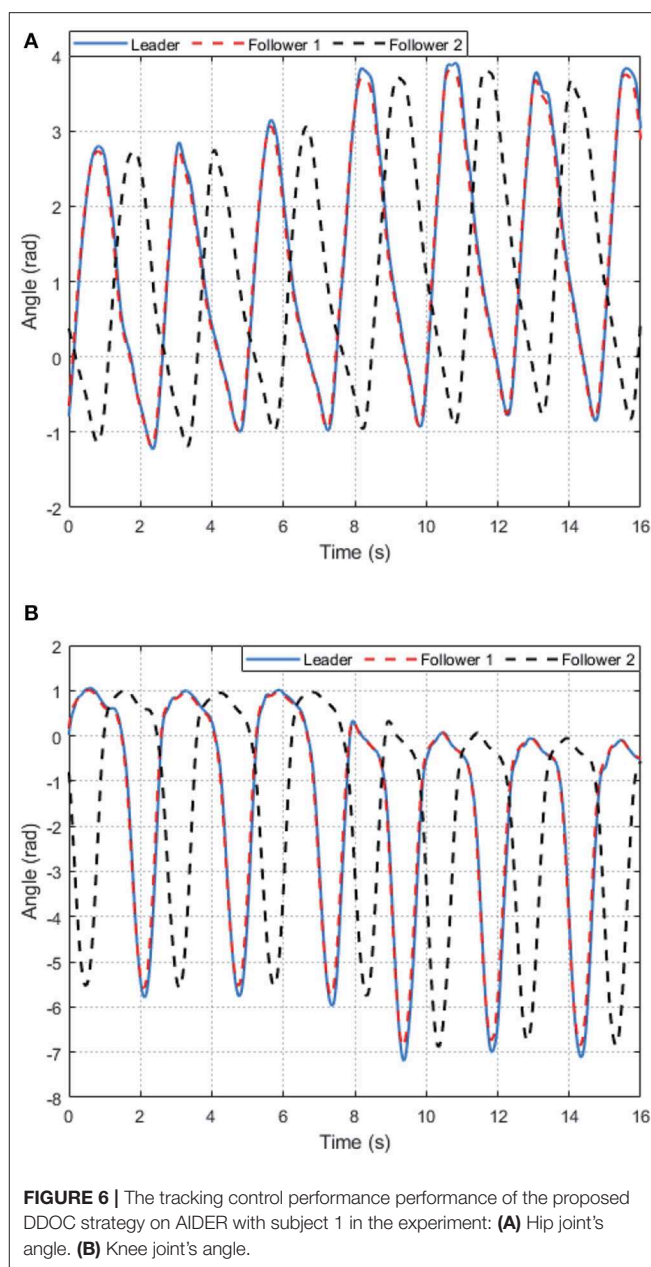 A
Leader Follower 1 Follower 2
4
3
2
1
0
-1
-2
Angle (rad)
0 2 4 6 8 10 12 14 16
Time (s)
B
Leader Follower 1 Follower 2
2
1
0
-1
-2
-3
-4
-5
-6
-7
-8
Angle (rad)
0 2 4 6 8 10 12 14 16
Time (s)
FIGURE 6 | The tracking control performance performance of the proposed
DDOC strategy on AIDER with subject 1 in the experiment: (A) Hip joint's
angle. (B) Knee joint's angle.